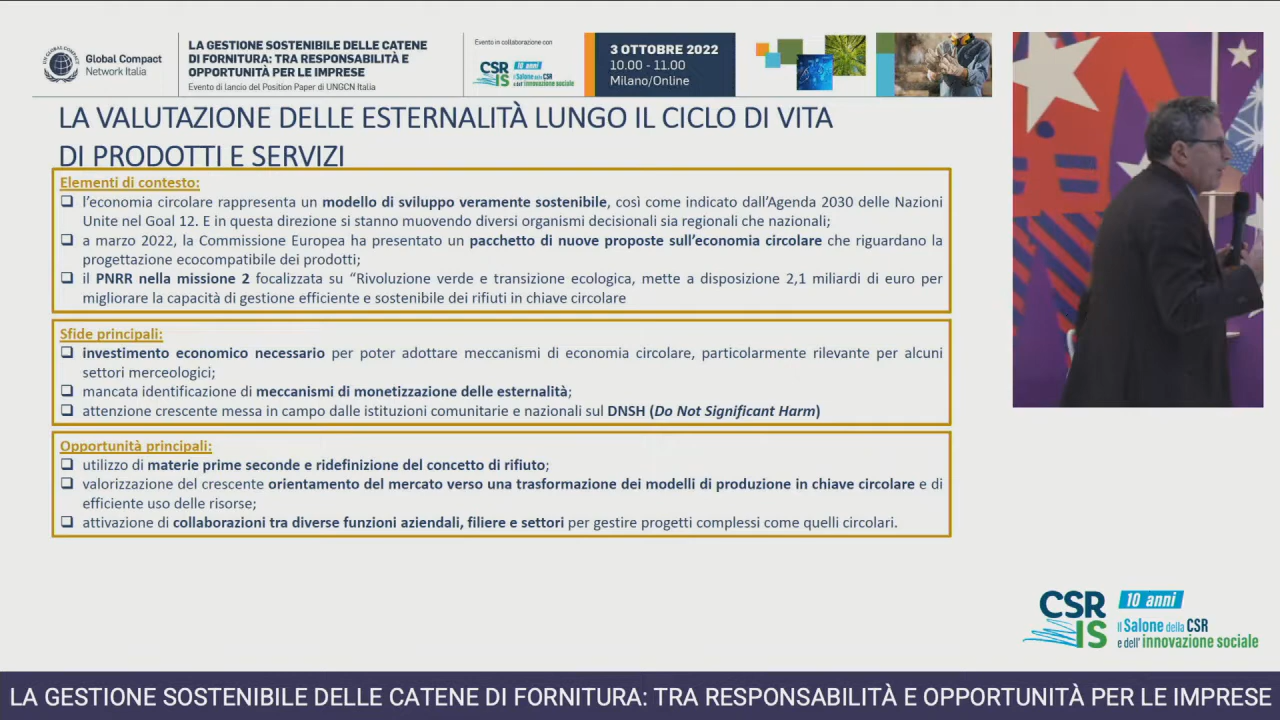 Global Compact
Network Italia
LA GESTIONE SOSTENIBILE DELLE CATENE
DI FORNITURA: TRA RESPONSABILITÀ E
OPPORTUNITÀ PER LE IMPRESE
Evento di lancio del Position Paper di UNGCN Italia
Evento in collaborazione con
CSR IS
10 anni
il Salone della CSR
e dell'innovazione sociale
3 OTTOBRE 2022
10.00 - 11.00
Milano/Online
LA VALUTAZIONE DELLE ESTERNALITÀ LUNGO IL CICLO DI VITA
DI PRODOTTI E SERVIZI
Elementi di contesto:
❑ l'economia circolare rappresenta un modello di sviluppo veramente sostenibile, così come indicato dall'Agenda 2030 delle Nazioni
Unite nel Goal 12. E in questa direzione si stanno muovendo diversi organismi decisionali sia regionali che nazionali;
❑ a marzo 2022, la Commissione Europea ha presentato un pacchetto di nuove proposte sull'economia circolare che riguardano la
progettazione ecocompatibile dei prodotti;
❑ il PNRR nella missione 2 focalizzata su "Rivoluzione verde e transizione ecologica, mette a disposizione 2,1 miliardi di euro per
migliorare la capacità di gestione efficiente e sostenibile dei rifiuti in chiave circolare
Sfide principali:
❑ investimento economico necessario per poter adottare meccanismi di economia circolare, particolarmente rilevante per alcuni
settori merceologici;
❑ mancata identificazione di meccanismi di monetizzazione delle esternalità;
❑ attenzione crescente messa in campo dalle istituzioni comunitarie e nazionali sul DNSH (Do Not Significant Harm)
Opportunità principali:
❑ utilizzo di materie prime seconde e ridefinizione del concetto di rifiuto;
❑ valorizzazione del crescente orientamento del mercato verso una trasformazione dei modelli di produzione in chiave circolare e di
efficiente uso delle risorse;
❑ attivazione di collaborazioni tra diverse funzioni aziendali, filiere e settori per gestire progetti complessi come quelli circolari.
CSR IS
10 anni
il Salone della CSR
e dell'innovazione sociale
LA GESTIONE SOSTENIBILE DELLE CATENE DI FORNITURA: TRA RESPONSABILITÀ E OPPORTUNITÀ PER LE IMPRESE